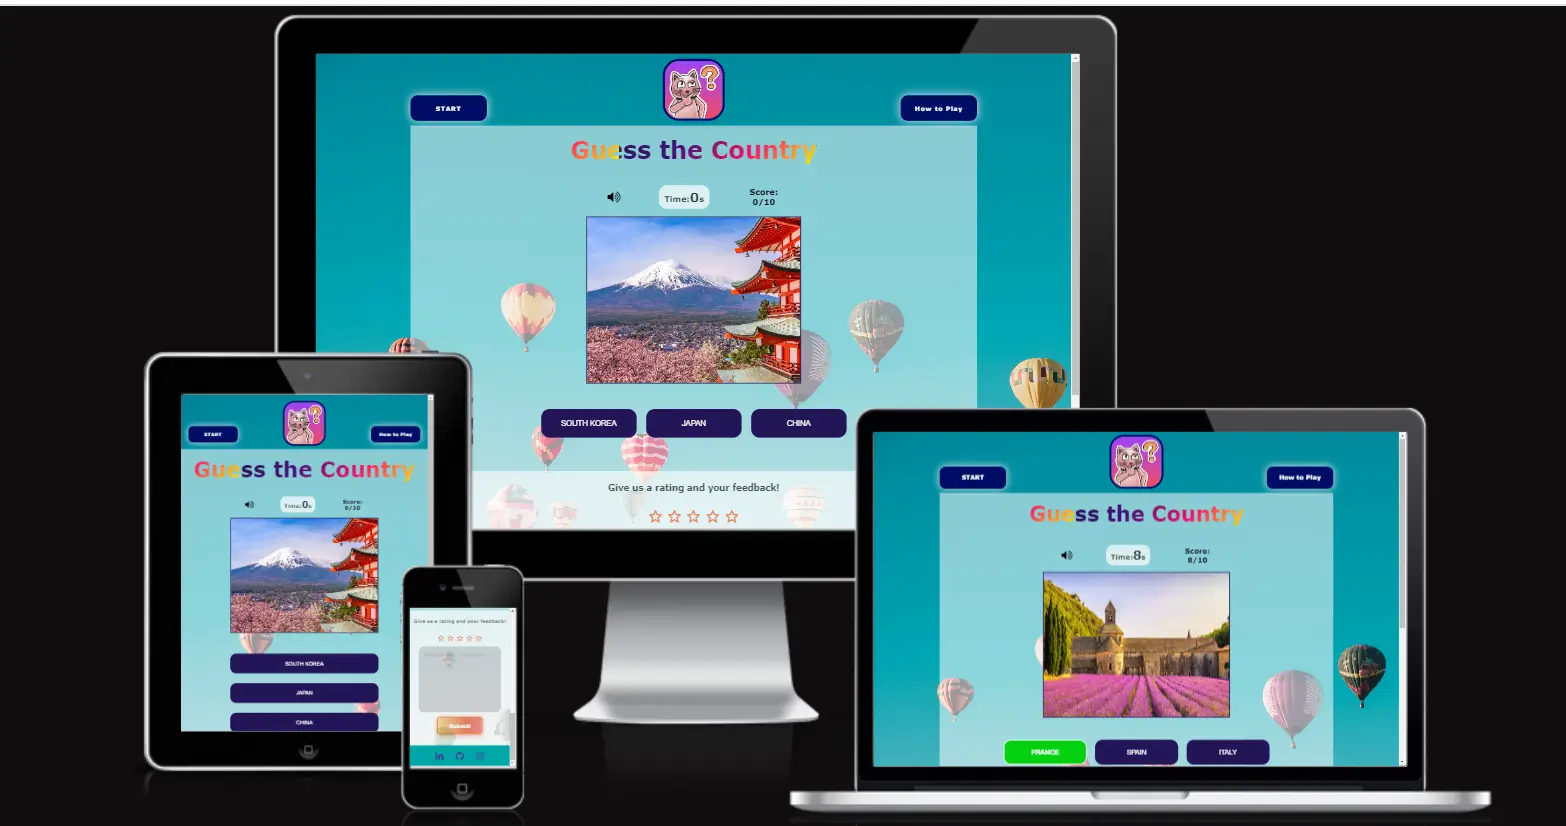 ?
START
How to Play
Guess the Country
Time:0s
Score:
0/10
SOUTH KOREA
JAPAN
CHINA
Give us a rating and your feedback!
?
START
How to Play
Guess the Country
Time:0s
Score:
0/10
SOUTH KOREA
JAPAN
CHINA
Give us a rating and your feedback!
Submit
in
?
START
How to Play
Guess the Country
Time:8s
Score:
8/10
FRANCE
SPAIN
ITALY